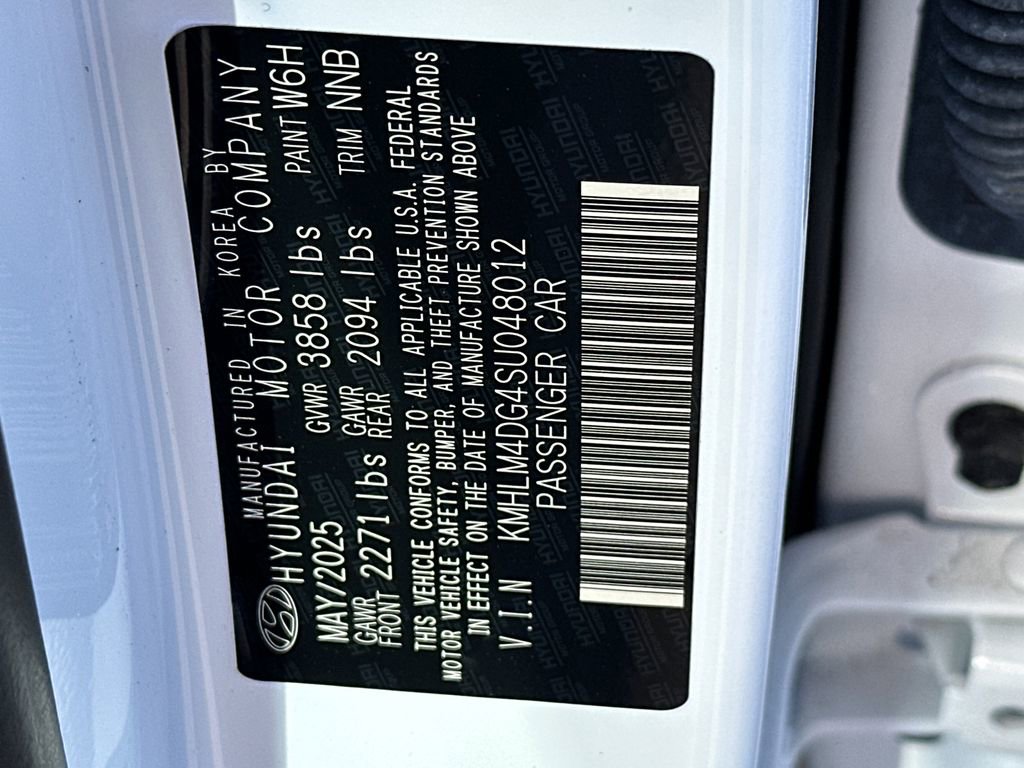 MANUFACTURED IN KOREA BY
HYUNDAI MOTOR COMPANY
MAY/2025 GVWR 3858 lbs PAINT W6H
GAWR FRONT 2271 lbs GAWR REAR 2094 lbs TRIM NNB
THIS VEHICLE CONFORMS TO ALL APPLICABLE U.S.A. FEDERAL
MOTOR VEHICLE SAFETY, BUMPER, AND THEFT PREVENTION STANDARDS
IN EFFECT ON THE DATE OF MANUFACTURE SHOWN ABOVE
V.I.N KMHLM4DG4SU048012
PASSENGER CAR